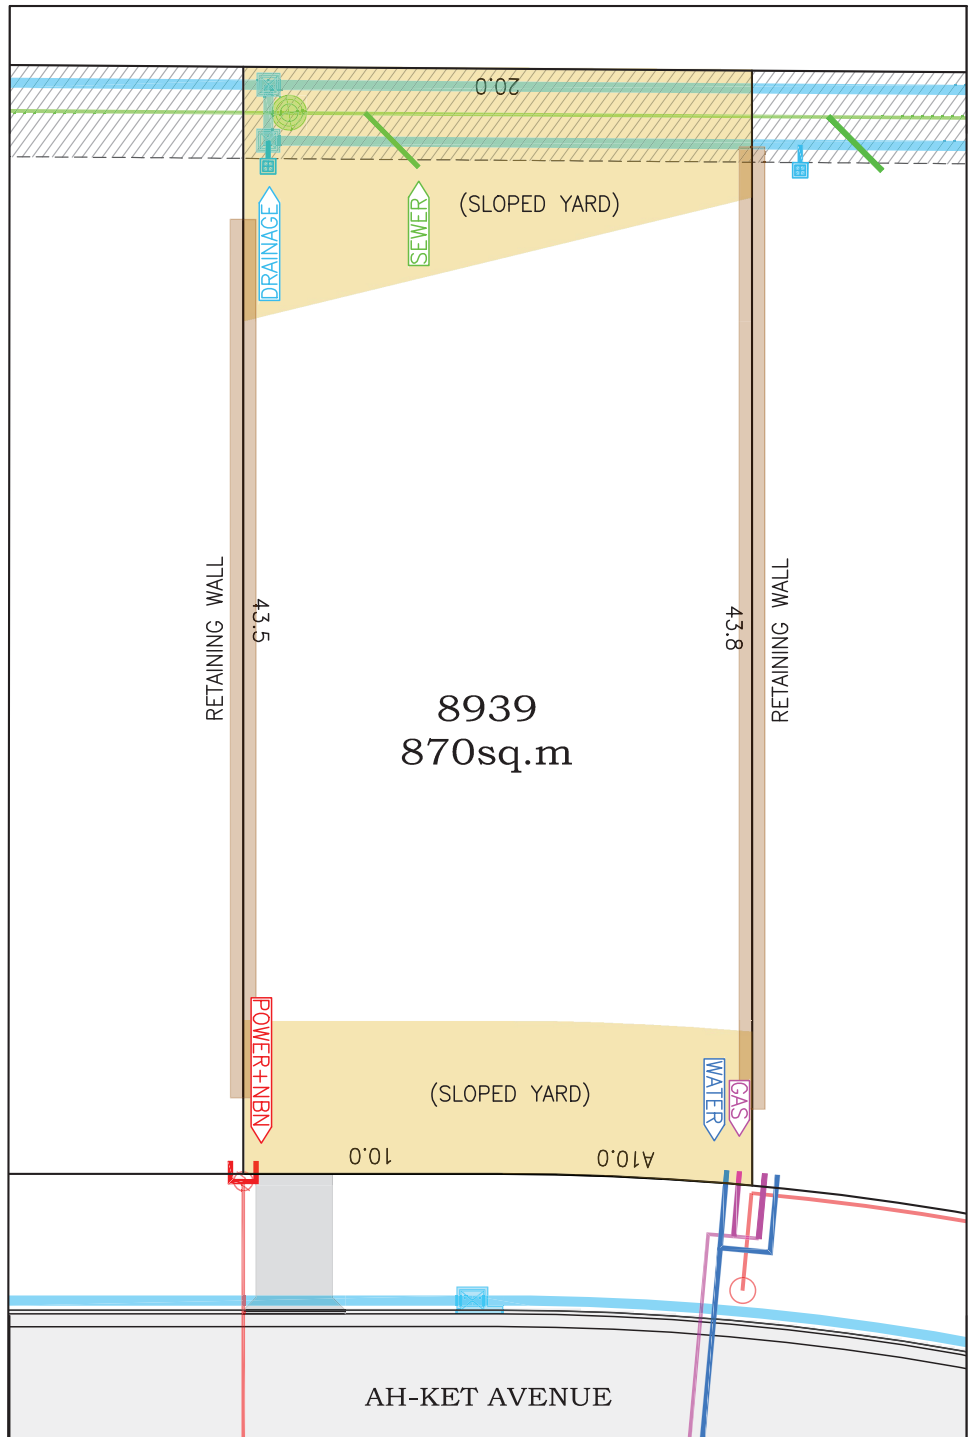 20.0
(SLOPED YARD)
DRAINAGE
SEWER
RETAINING WALL
43.5
43.8
RETAINING WALL
8939
870sq.m
POWER+NBN
(SLOPED YARD)
WATER
GAS
10.0
A10.0
AH-KET AVENUE